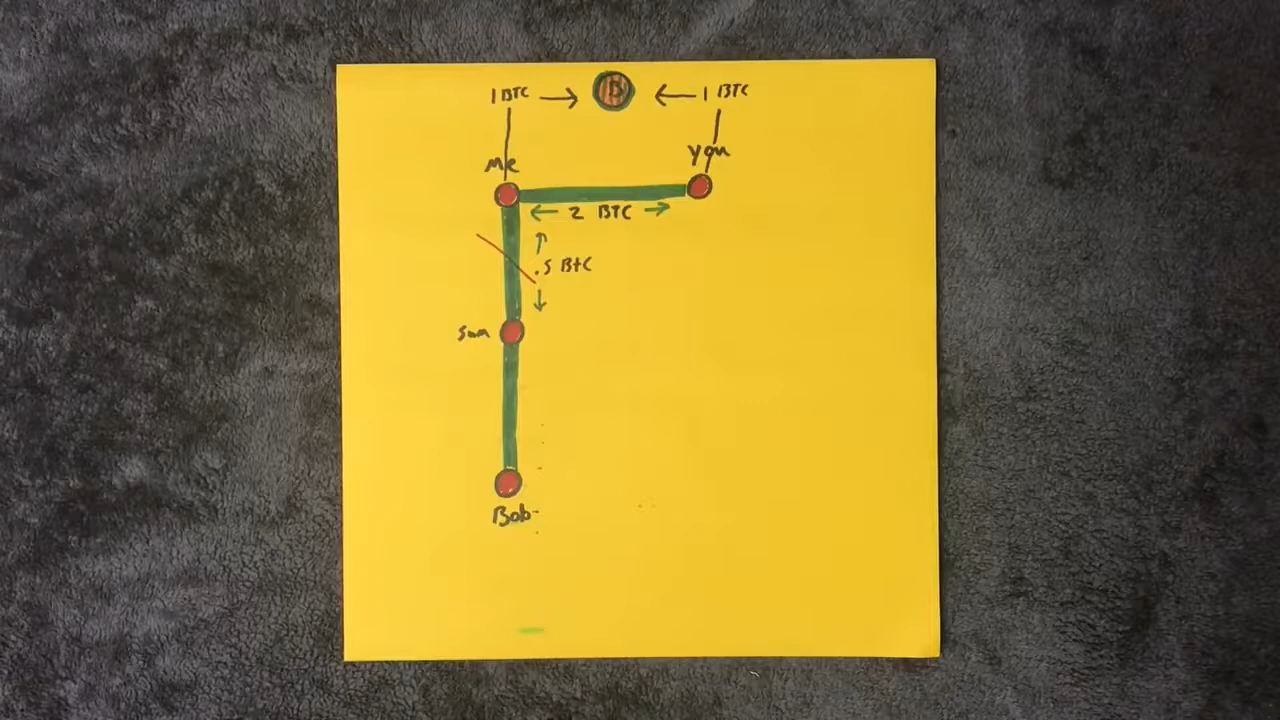 1 BTC → B ← 1 BTC
Me
You
← 2 BTC →
.5 BtC
Sam
Bob